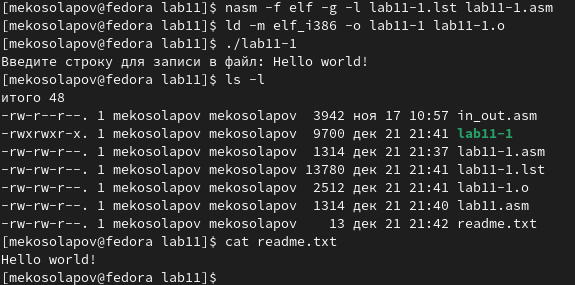 [mekosolapov@fedora lab11]$ nasm -f elf -g -l lab11-1.lst lab11-1.asm
[mekosolapov@fedora lab11]$ ld -m elf_i386 -o lab11-1 lab11-1.o
[mekosolapov@fedora lab11]$ ./lab11-1
Введите строку для записи в файл: Hello world!
[mekosolapov@fedora lab11]$ ls -l
итого 48
-rw-r--r--. 1 mekosolapov mekosolapov  3942 ноя 17 10:57 in_out.asm
-rwxrwxr-x. 1 mekosolapov mekosolapov  9700 дек 21 21:41 lab11-1
-rw-rw-r--. 1 mekosolapov mekosolapov  1314 дек 21 21:37 lab11-1.asm
-rw-rw-r--. 1 mekosolapov mekosolapov 13780 дек 21 21:41 lab11-1.lst
-rw-rw-r--. 1 mekosolapov mekosolapov  2512 дек 21 21:41 lab11-1.o
-rw-rw-r--. 1 mekosolapov mekosolapov  1314 дек 21 21:40 lab11.asm
-rw-rw-r--. 1 mekosolapov mekosolapov    13 дек 21 21:42 readme.txt
[mekosolapov@fedora lab11]$ cat readme.txt
Hello world!
[mekosolapov@fedora lab11]$